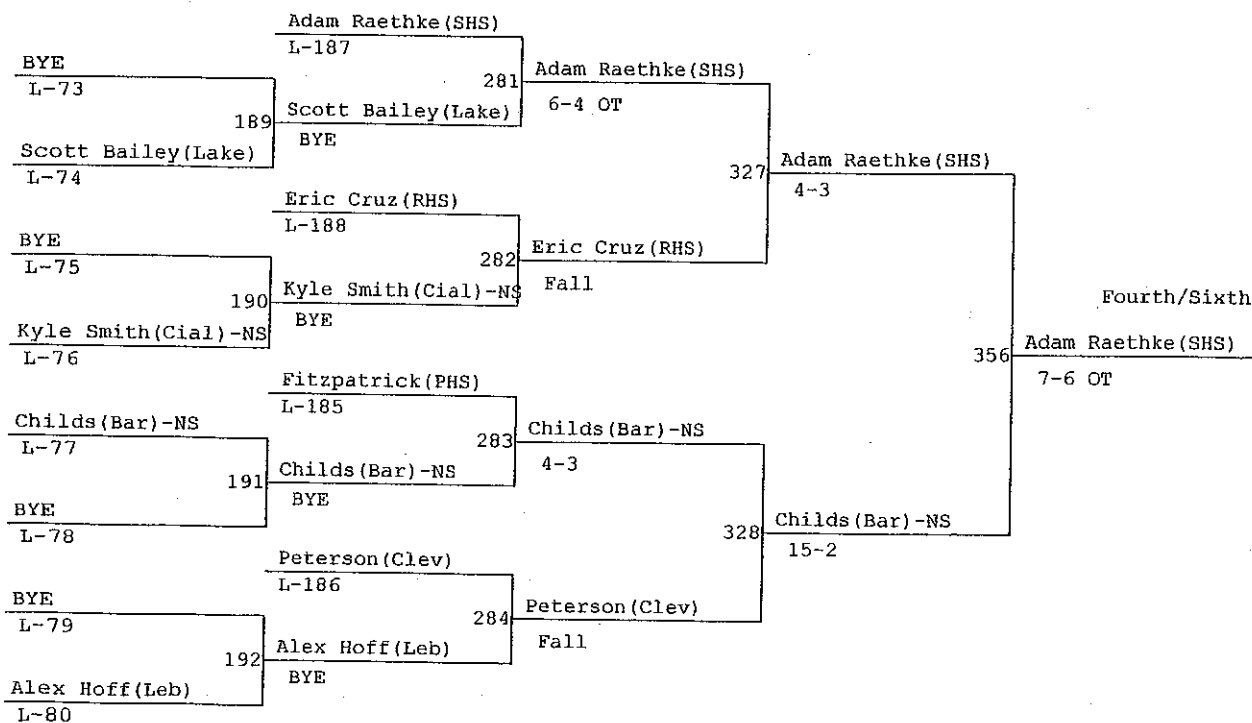 Adam Raethke(SHS)
L-187
BYE
L-73
281
Adam Raethke(SHS)
6-4 OT
189
Scott Bailey(Lake)
BYE
Scott Bailey(Lake)
L-74
327
Adam Raethke(SHS)
4-3
Eric Cruz(RHS)
L-188
BYE
L-75
282
Eric Cruz(RHS)
Fall
190
Kyle Smith(Cial)-NS
BYE
Fourth/Sixth
Kyle Smith(Cial)-NS
L-76
356
Adam Raethke(SHS)
7-6 OT
Fitzpatrick(PHS)
L-185
Childs(Bar)-NS
L-77
283
Childs(Bar)-NS
4-3
191
Childs(Bar)-NS
BYE
BYE
L-78
328
Childs(Bar)-NS
15-2
Peterson(Clev)
L-186
BYE
L-79
284
Peterson(Clev)
Fall
192
Alex Hoff(Leb)
BYE
Alex Hoff(Leb)
L-80